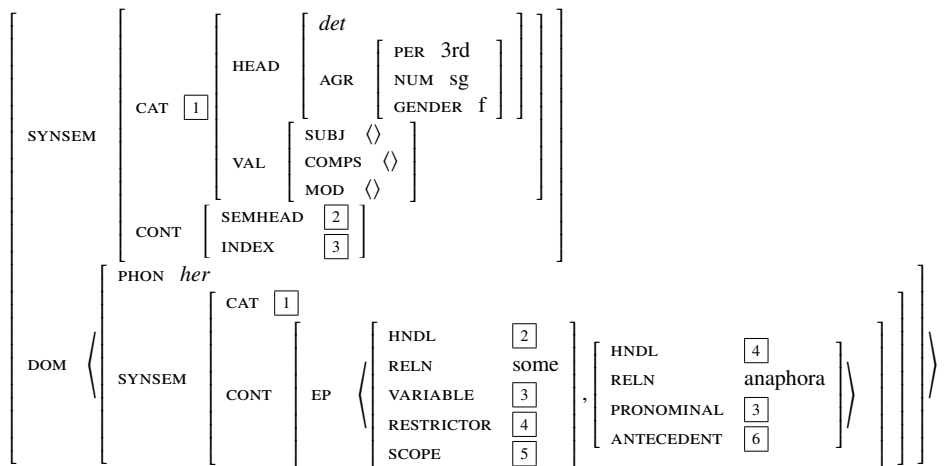 det
PER 3rd
HEAD AGR NUM sg
GENDER f
CAT 1
SYNSEM
SUBJ ⟨⟩
VAL COMPS ⟨⟩
MOD ⟨⟩
SEMHEAD 2
CONT
INDEX 3
PHON her
CAT 1
HNDL 2
HNDL 4
RELN some
DOM ⟨ SYNSEM RELN anaphora ⟩
CONT EP ⟨ VARIABLE 3 , ⟩
PRONOMINAL 3
RESTRICTOR 4
ANTECEDENT 6
SCOPE 5